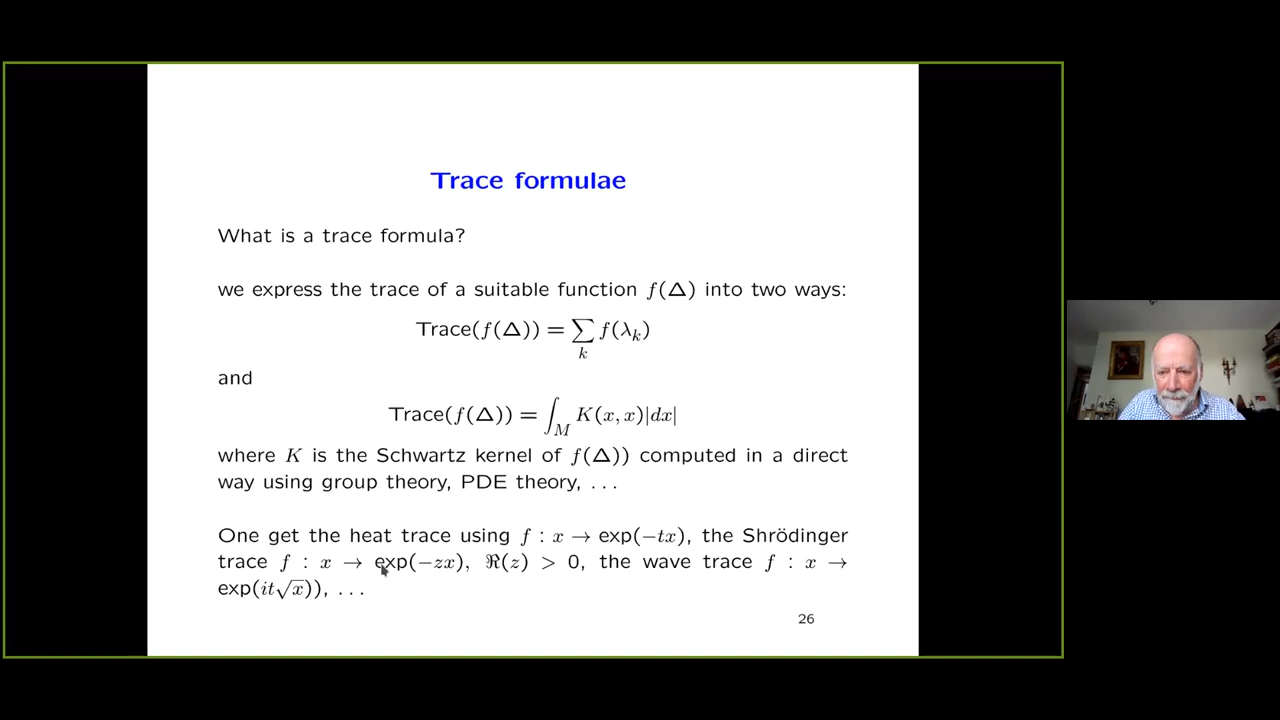 Trace formulae
What is a trace formula?
we express the trace of a suitable function f(Δ) into two ways:
Trace(f(Δ)) = ∑_k f(λ_k)
and
Trace(f(Δ)) = ∫_M K(x, x)|dx|
where K is the Schwartz kernel of f(Δ)) computed in a direct
way using group theory, PDE theory, ...
One get the heat trace using f : x → exp(−tx), the Shrödinger
trace f : x → exp(−zx), ℜ(z) > 0, the wave trace f : x →
exp(it√x)), ...
26